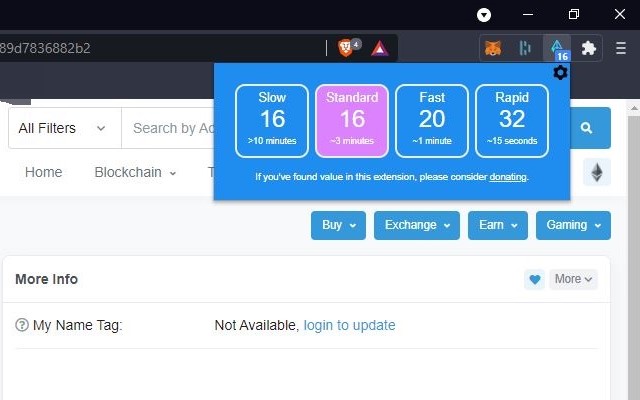 89d7836882b2
4
16
Slow
16
>10 minutes
Standard
16
~3 minutes
Fast
20
~1 minute
Rapid
32
~15 seconds
If you've found value in this extension, please consider donating.
All Filters
Search by Ad
Home
Blockchain
T
Buy
Exchange
Earn
Gaming
More Info
More
? My Name Tag:
Not Available, login to update